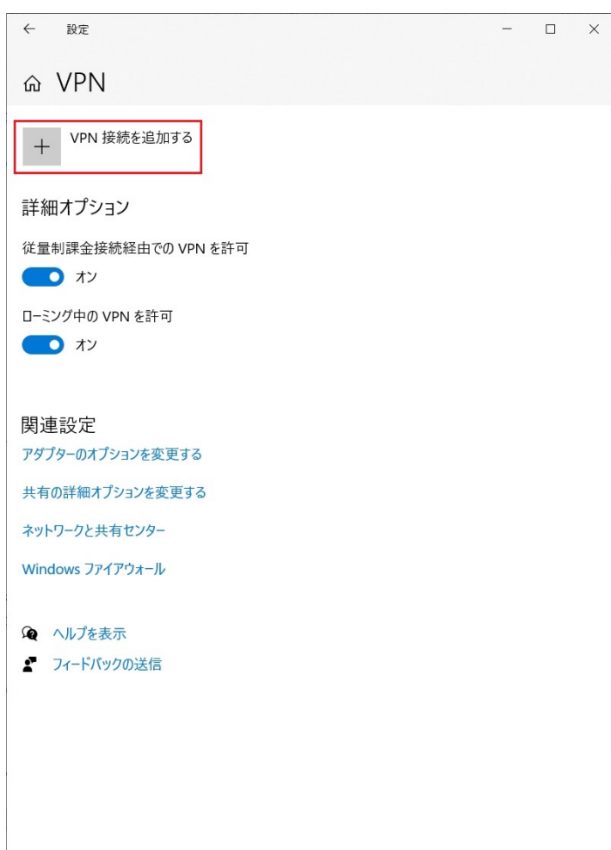 設定
VPN
VPN 接続を追加する
詳細オプション
従量制課金接続経由での VPN を許可
オン
ローミング中の VPN を許可
オン
関連設定
アダプターのオプションを変更する
共有の詳細オプションを変更する
ネットワークと共有センター
Windows ファイアウォール
ヘルプを表示
フィードバックの送信